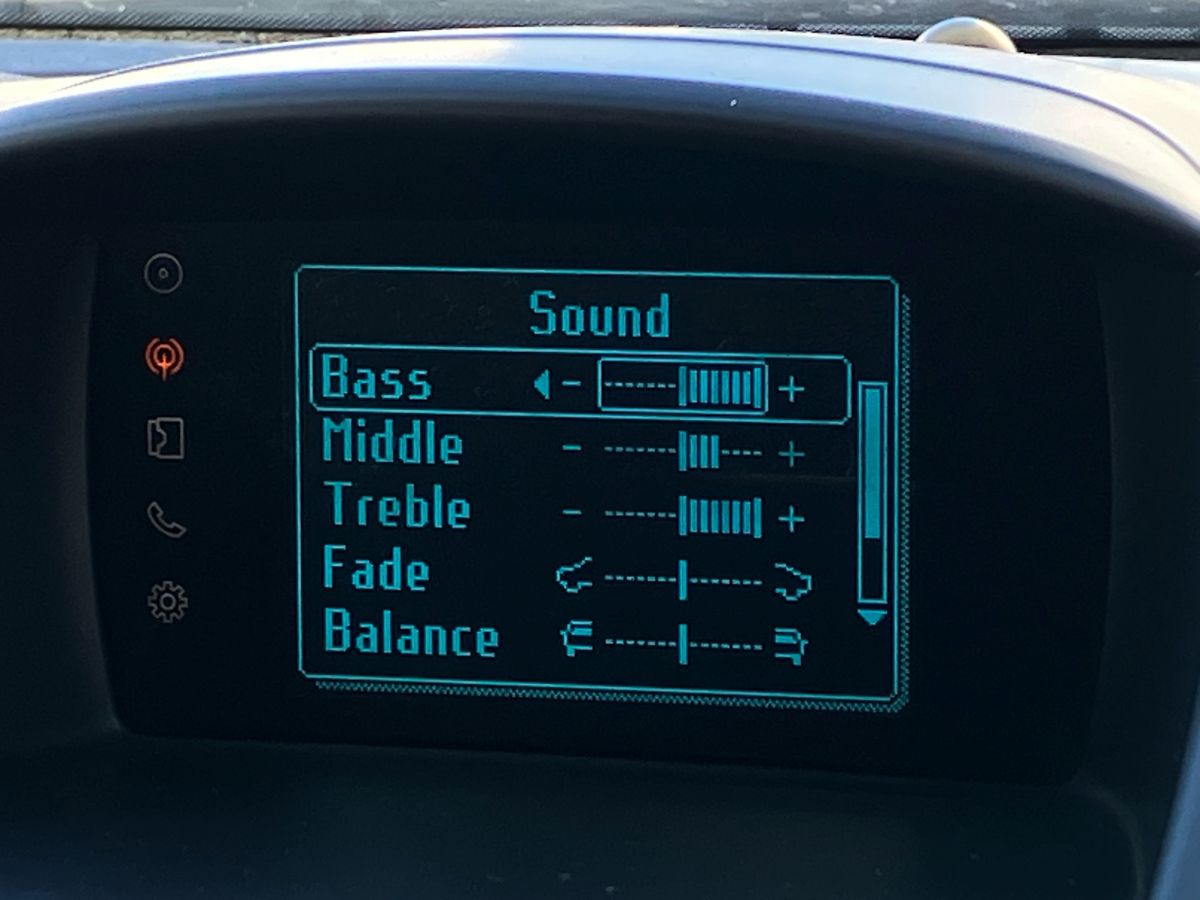 Sound
Bass - +
Middle - +
Treble - +
Fade
Balance